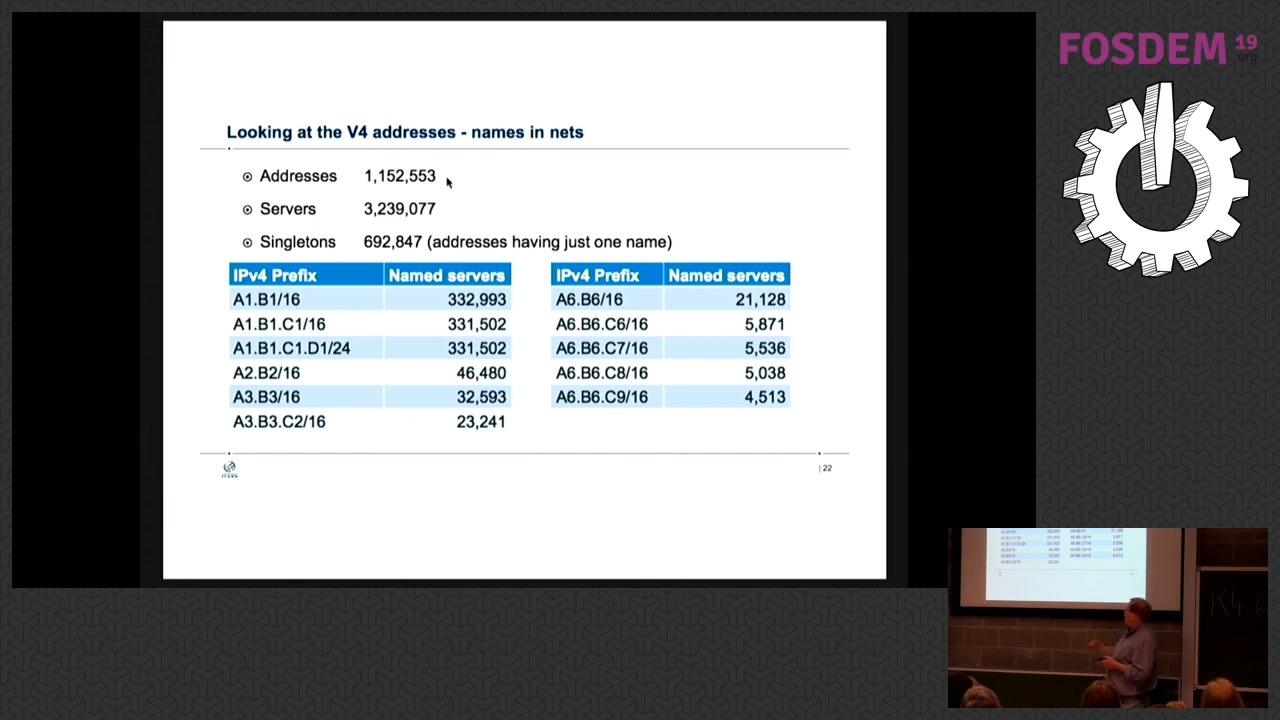 FOSDEM 19
.org
Looking at the V4 addresses - names in nets
Addresses 1,152,553
Servers 3,239,077
Singletons 692,847 (addresses having just one name)
IPv4 Prefix Named servers
A1.B1/16 332,993
A1.B1.C1/16 331,502
A1.B1.C1.D1/24 331,502
A2.B2/16 46,480
A3.B3/16 32,593
A3.B3.C2/16 23,241
IPv4 Prefix Named servers
A6.B6/16 21,128
A6.B6.C6/16 5,871
A6.B6.C7/16 5,536
A6.B6.C8/16 5,038
A6.B6.C9/16 4,513
ICANN
| 22